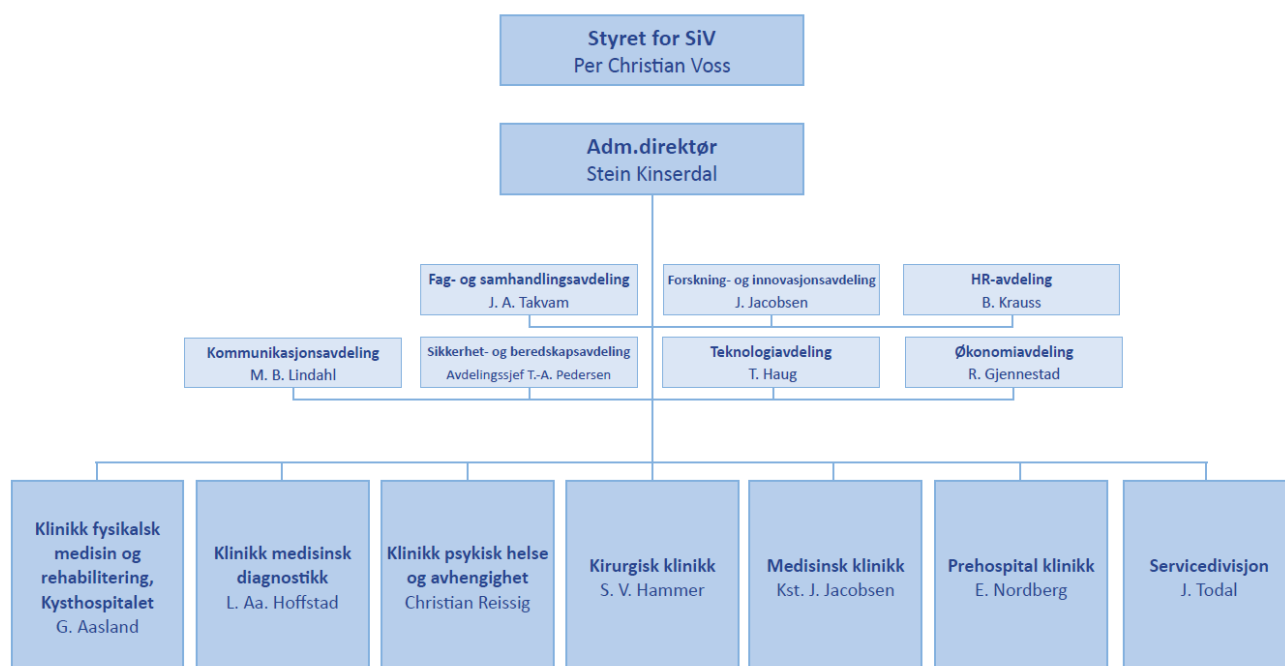 Styret for SiV
Per Christian Voss
Adm.direktør
Stein Kinserdal
Fag- og samhandlingsavdeling
J. A. Takvam
Forskning- og innovasjonsavdeling
J. Jacobsen
HR-avdeling
B. Krauss
Kommunikasjonsavdeling
M. B. Lindahl
Sikkerhet- og beredskapsavdeling
Avdelingssjef T.-A. Pedersen
Teknologiavdeling
T. Haug
Økonomiavdeling
R. Gjennestad
Klinikk fysikalsk
medisin og
rehabilitering,
Kysthospitalet
G. Aasland
Klinikk medisinsk
diagnostikk
L. Aa. Hoffstad
Klinikk psykisk helse
og avhengighet
Christian Reissig
Kirurgisk klinikk
S. V. Hammer
Medisinsk klinikk
Kst. J. Jacobsen
Prehospital klinikk
E. Nordberg
Servicedivisjon
J. Todal